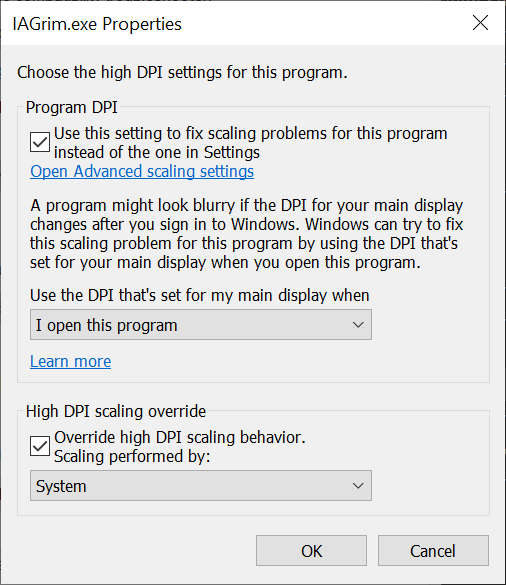 IAGrim.exe Properties
Choose the high DPI settings for this program.
Program DPI
Use this setting to fix scaling problems for this program
instead of the one in Settings
Open Advanced scaling settings
A program might look blurry if the DPI for your main display
changes after you sign in to Windows. Windows can try to fix
this scaling problem for this program by using the DPI that's
set for your main display when you open this program.
Use the DPI that's set for my main display when
I open this program
Learn more
High DPI scaling override
Override high DPI scaling behavior.
Scaling performed by:
System
OK
Cancel